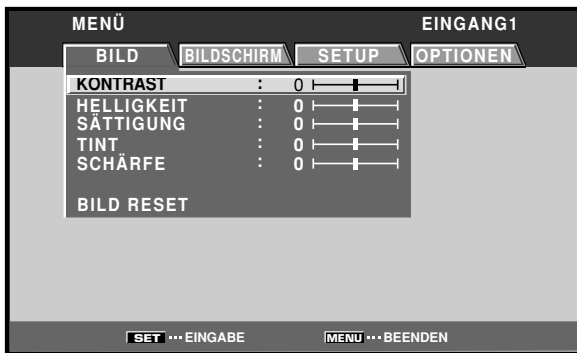 MENÜ EINGANG1
BILD BILDSCHIRM SETUP OPTIONEN
KONTRAST : 0
HELLIGKEIT : 0
SÄTTIGUNG : 0
TINT : 0
SCHÄRFE : 0
BILD RESET
SET ··· EINGABE MENU ··· BEENDEN